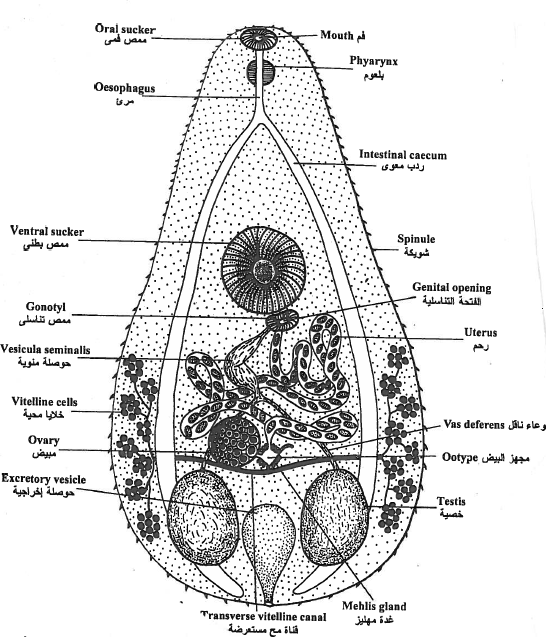 Oral sucker
ممص فمى
Mouth فم
Phyarynx
بلعوم
Oesophagus
مرئ
Intestinal caecum
ردب معوى
Ventral sucker
ممص بطنى
Spinule
شويكة
Genital opening
الفتحة التناسلية
Gonotyl
ممص تناسلى
Uterus
رحم
Vesicula seminalis
حوصلة منوية
Vitelline cells
خلايا محية
Vas deferens وعاء ناقل
Ovary
مبيض
Ootype مجهز البيض
Excretory vesicle
حوصلة إخراجية
Testis
خصية
Mehlis gland
غدة مهليز
Transverse vitelline canal
قناة مح مستعرضة